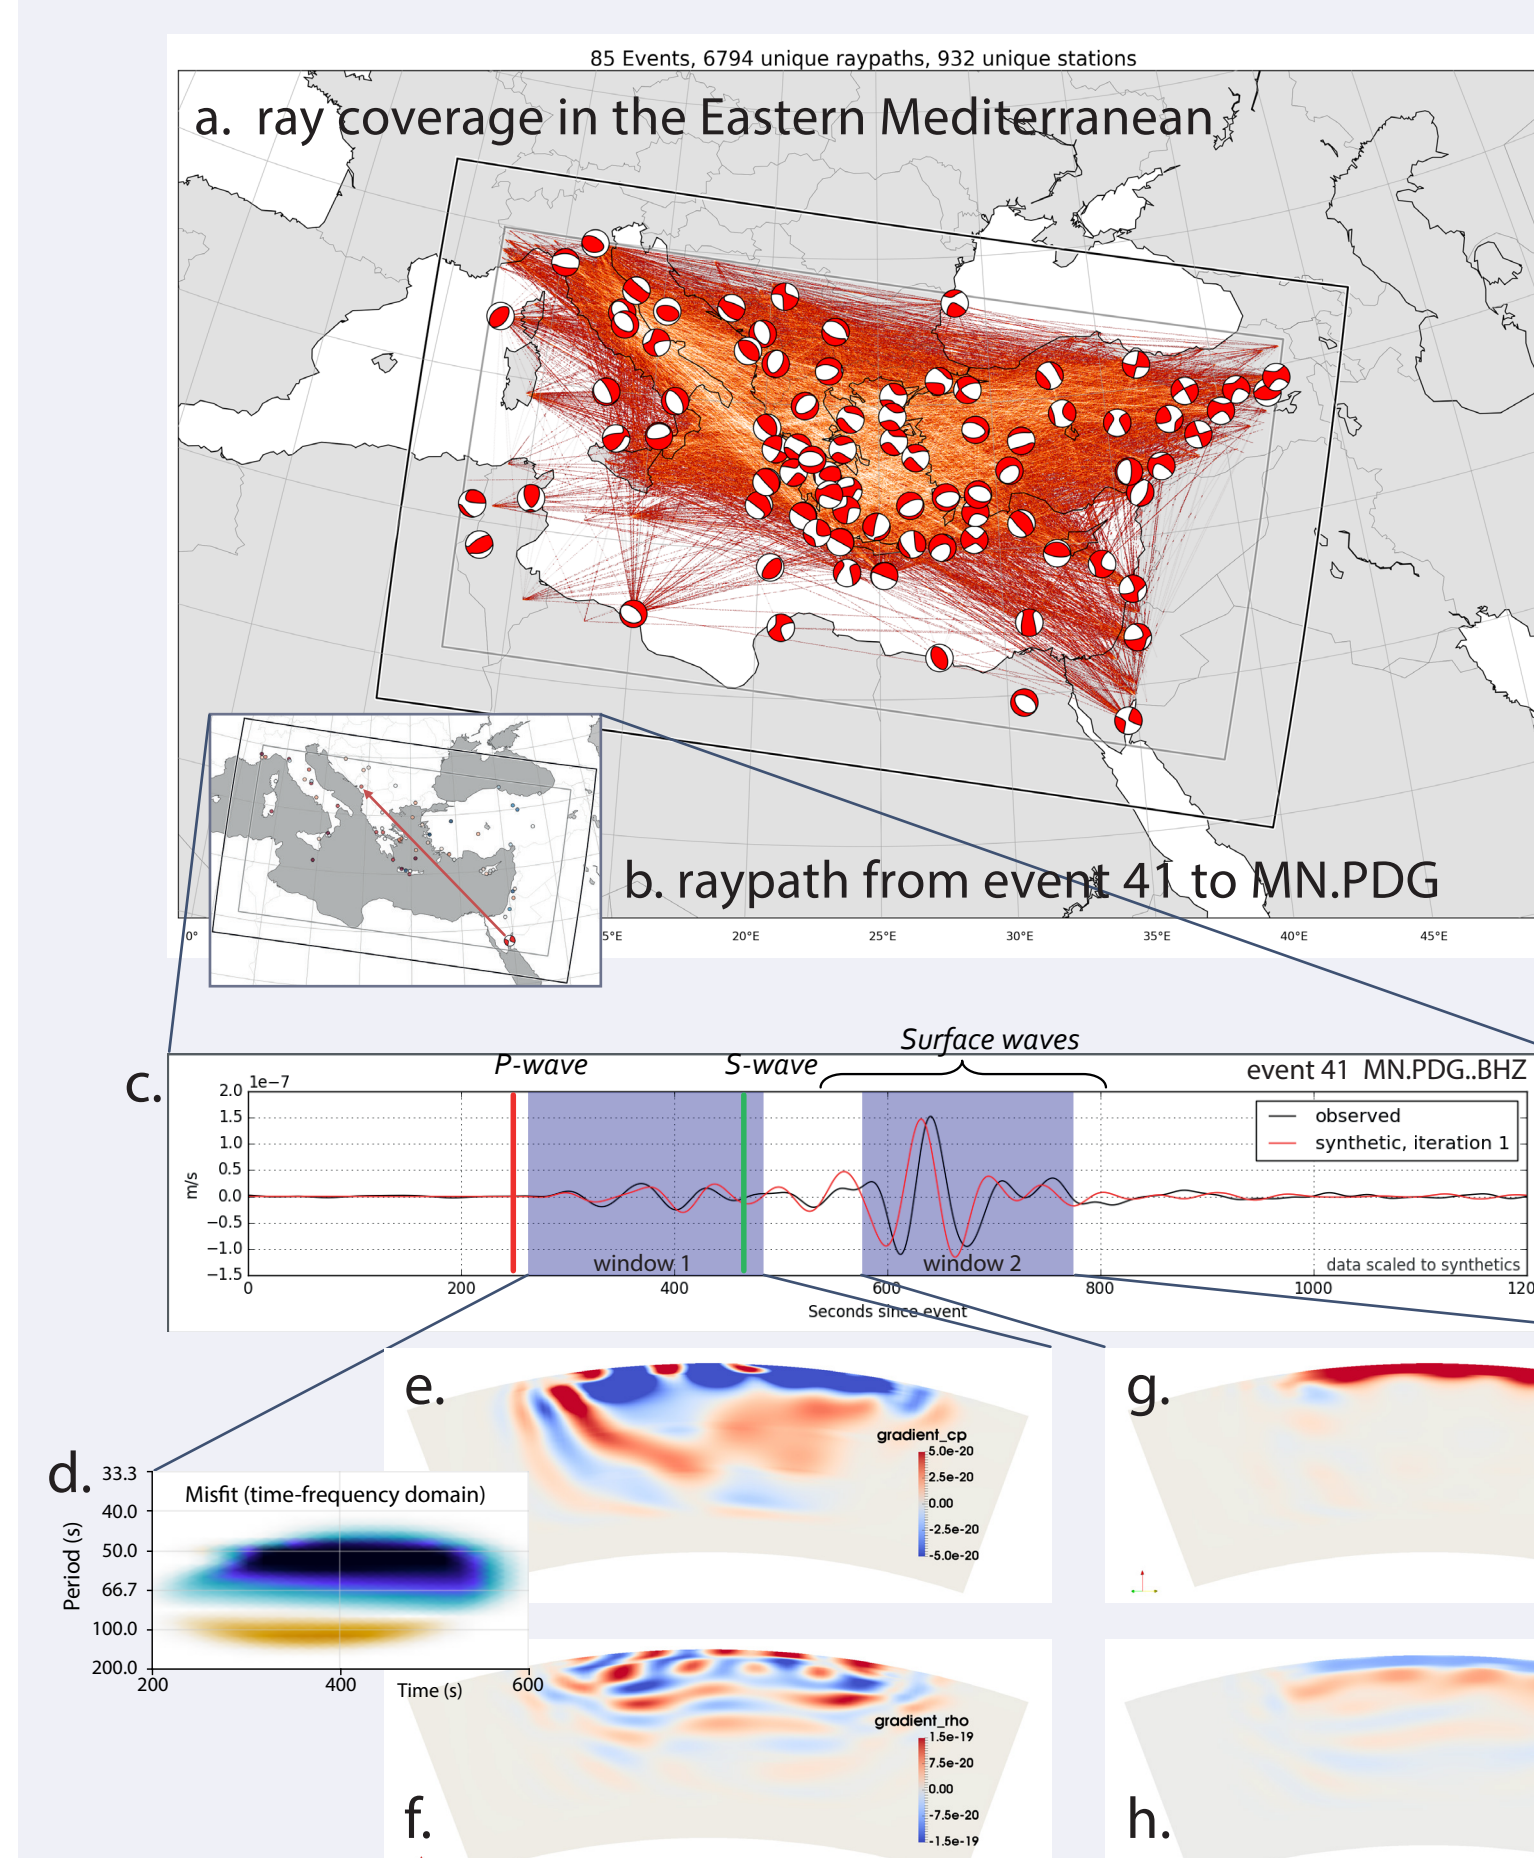 85 Events, 6794 unique raypaths, 932 unique stations
a. ray coverage in the Eastern Mediterranean
b. raypath from event 41 to MN.PDG
0° 5°E 20°E 25°E 30°E 35°E 40°E 45°E
c.
P-wave
S-wave
Surface waves
event 41 MN.PDG..BHZ
1e−7
2.0
1.5
1.0
0.5
0.0
−0.5
−1.0
−1.5
m/s
observed
synthetic, iteration 1
window 1
window 2
data scaled to synthetics
0 200 400 600 800 1000 120
Seconds since event
d.
Misfit (time-frequency domain)
Period (s)
33.3
40.0
50.0
66.7
100.0
200.0
200 400 600
Time (s)
e.
gradient_cp
5.0e-20
2.5e-20
0.00
-2.5e-20
-5.0e-20
f.
gradient_rho
1.5e-19
7.5e-20
0.00
-7.5e-20
-1.5e-19
g.
h.